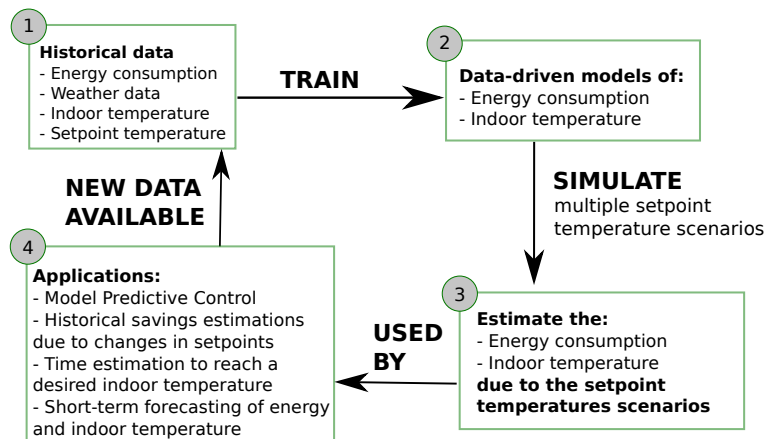 1
Historical data
- Energy consumption
- Weather data
- Indoor temperature
- Setpoint temperature
TRAIN
2
Data-driven models of:
- Energy consumption
- Indoor temperature
SIMULATE
multiple setpoint
temperature scenarios
3
Estimate the:
- Energy consumption
- Indoor temperature
due to the setpoint
temperatures scenarios
USED
BY
4
Applications:
- Model Predictive Control
- Historical savings estimations
due to changes in setpoints
- Time estimation to reach a
desired indoor temperature
- Short-term forecasting of energy
and indoor temperature
NEW DATA
AVAILABLE